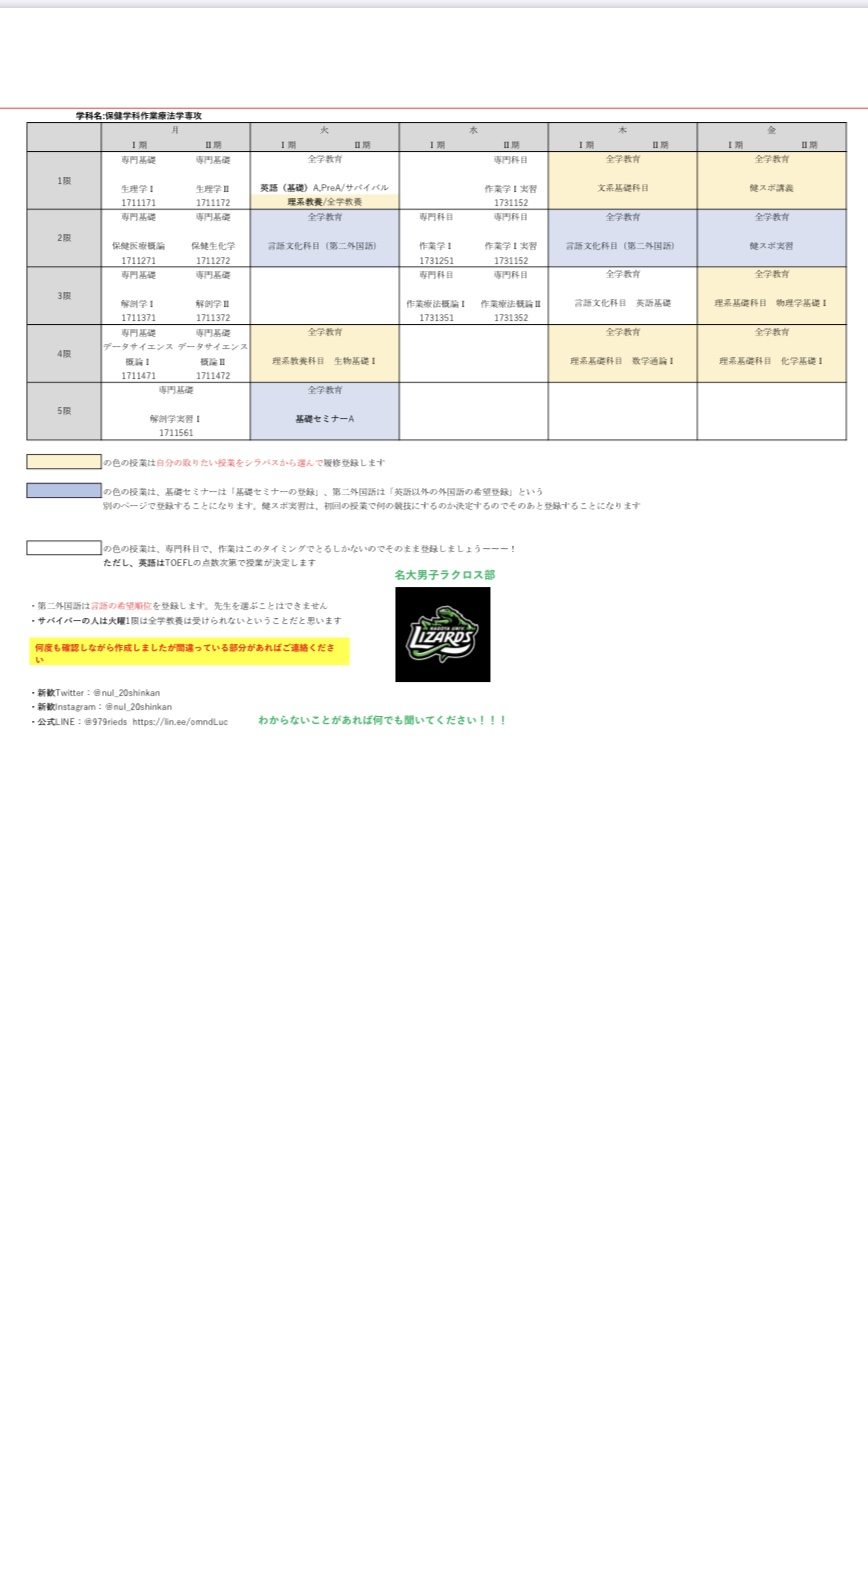 学科名:保健学科作業療法学専攻
月 火 水 木 金
Ⅰ期 Ⅱ期 Ⅰ期 Ⅱ期 Ⅰ期 Ⅱ期 Ⅰ期 Ⅱ期 Ⅰ期 Ⅱ期
1限
専門基礎 専門基礎 全学教育 専門科目 全学教育 全学教育
生理学Ⅰ 生理学Ⅱ 英語（基礎）A,PreA/サバイバル 作業学Ⅰ実習 文系基礎科目 健スポ講義
1711171 1711172 理系教養/全学教養 1731152
2限
専門基礎 専門基礎 全学教育 専門科目 専門科目 全学教育 全学教育
保健医療概論 保健生化学 言語文化科目（第二外国語） 作業学Ⅰ 作業学Ⅰ実習 言語文化科目（第二外国語） 健スポ実習
1711271 1711272 1731251 1731152
3限
専門基礎 専門基礎 専門科目 専門科目 全学教育 全学教育
解剖学Ⅰ 解剖学Ⅱ 作業療法概論Ⅰ 作業療法概論Ⅱ 言語文化科目　英語基礎 理系基礎科目　物理学基礎Ⅰ
1711371 1711372 1731351 1731352
4限
専門基礎 専門基礎 全学教育 全学教育 全学教育
データサイエンス データサイエンス
概論Ⅰ 概論Ⅱ 理系教養科目　生物基礎Ⅰ 理系基礎科目　数学通論Ⅰ 理系基礎科目　化学基礎Ⅰ
1711471 1711472
5限
専門基礎 全学教育
解剖学実習Ⅰ 基礎セミナーA
1711561
の色の授業は自分の取りたい授業をシラバスから選んで履修登録します
の色の授業は、基礎セミナーは「基礎セミナーの登録」、第二外国語は「英語以外の外国語の希望登録」という
別のページで登録することになります。健スポ実習は、初回の授業で何の競技にするのか決定するのでそのあと登録することになります
の色の授業は、専門科目で、作業はこのタイミングでとるしかないのでそのまま登録しましょうーーー！
ただし、英語はTOEFLの点数次第で授業が決定します
名大男子ラクロス部
NAGOYA UNIV
LIZARDS
・第二外国語は言語の希望順位を登録します。先生を選ぶことはできません
・サバイバーの人は火曜1限は全学教養は受けられないということだと思います
何度も確認しながら作成しましたが間違っている部分があればご連絡くださ
い
・新歓Twitter：@nul_20shinkan
・新歓Instagram：@nul_20shinkan
・公式LINE：@979rieds https://lin.ee/omndLuc
わからないことがあれば何でも聞いてください！！！